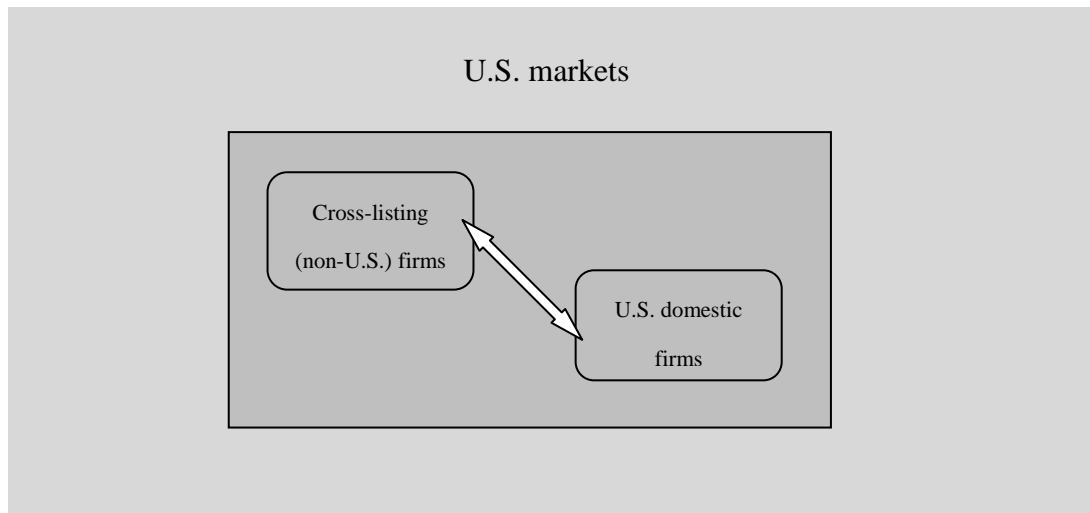 U.S. markets
Cross-listing
(non-U.S.) firms
U.S. domestic
firms